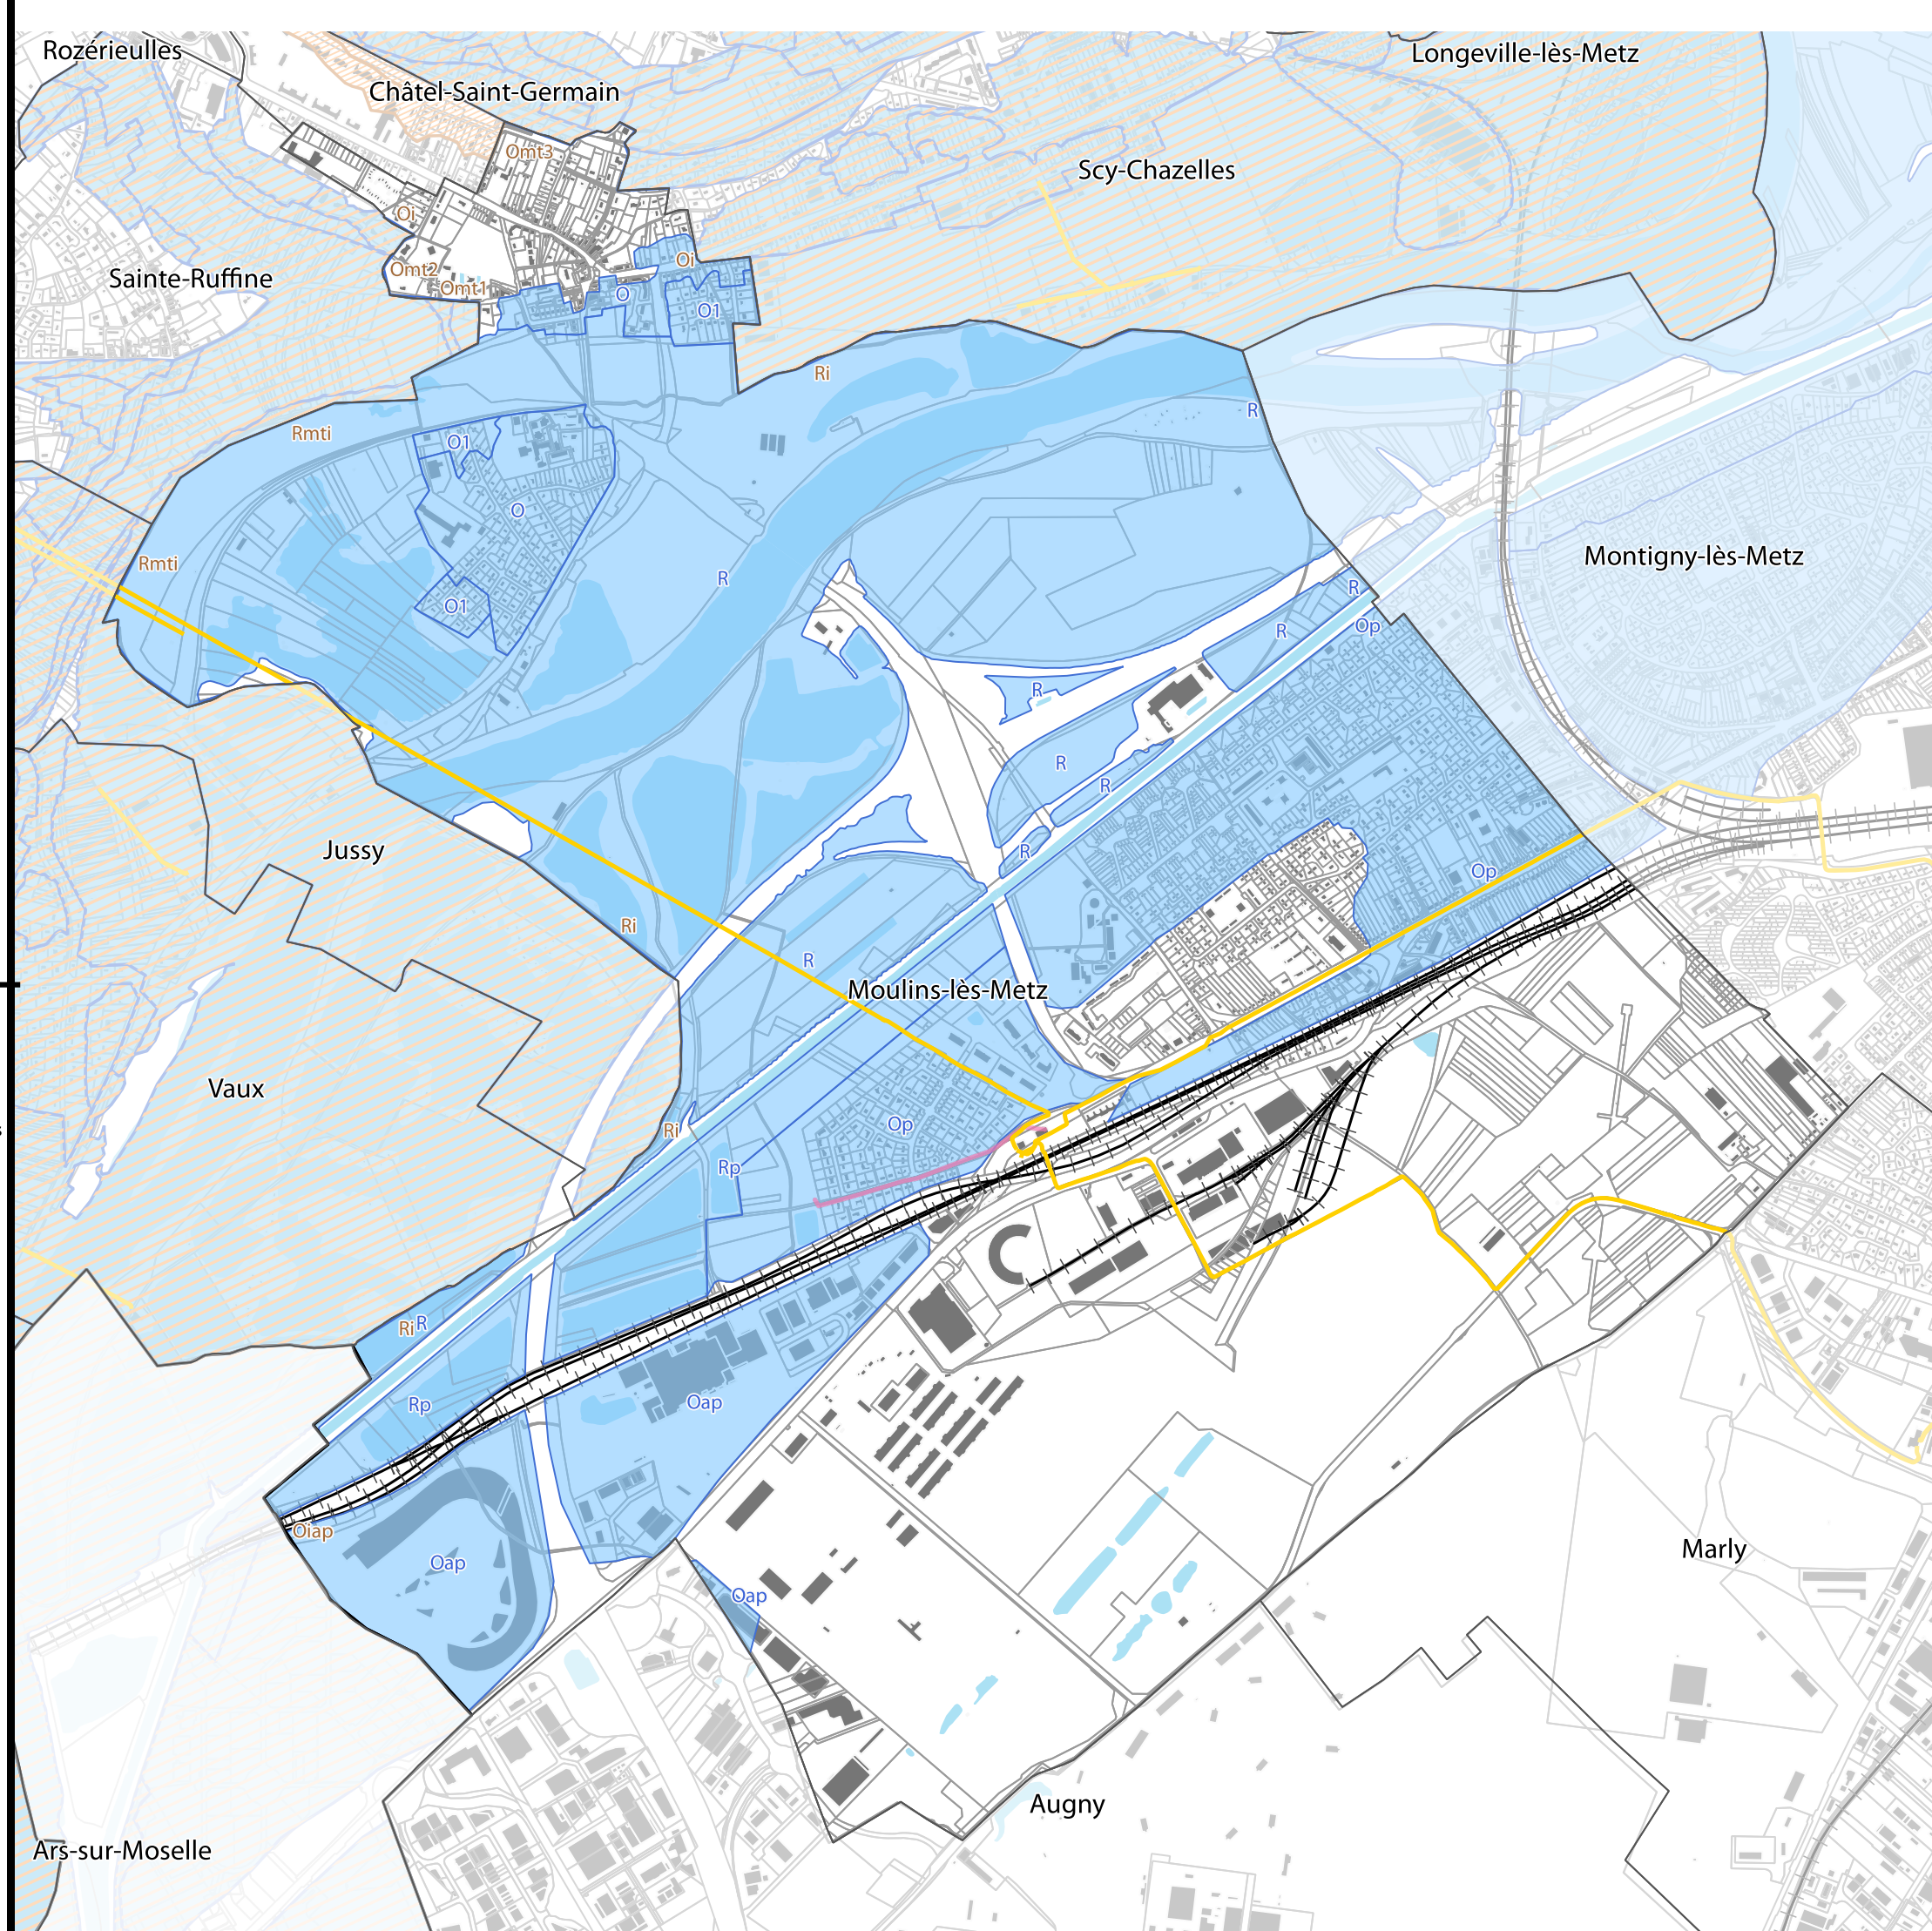 Rozérieulles
Longeville-lès-Metz
Châtel-Saint-Germain
Omt3
Scy-Chazelles
Oi
Oi
Omt2
Sainte-Ruffine
Omt1
O
O1
Ri
R
Rmti
O1
O
Montigny-lès-Metz
Rmti
R
R
O1
Op
R
R
R
R
Jussy
R
Op
Ri
R
Moulins-lès-Metz
Vaux
Op
Ri
Rp
Ri
R
Oap
Rp
Oiap
Marly
Oap
Oap
Augny
Ars-sur-Moselle